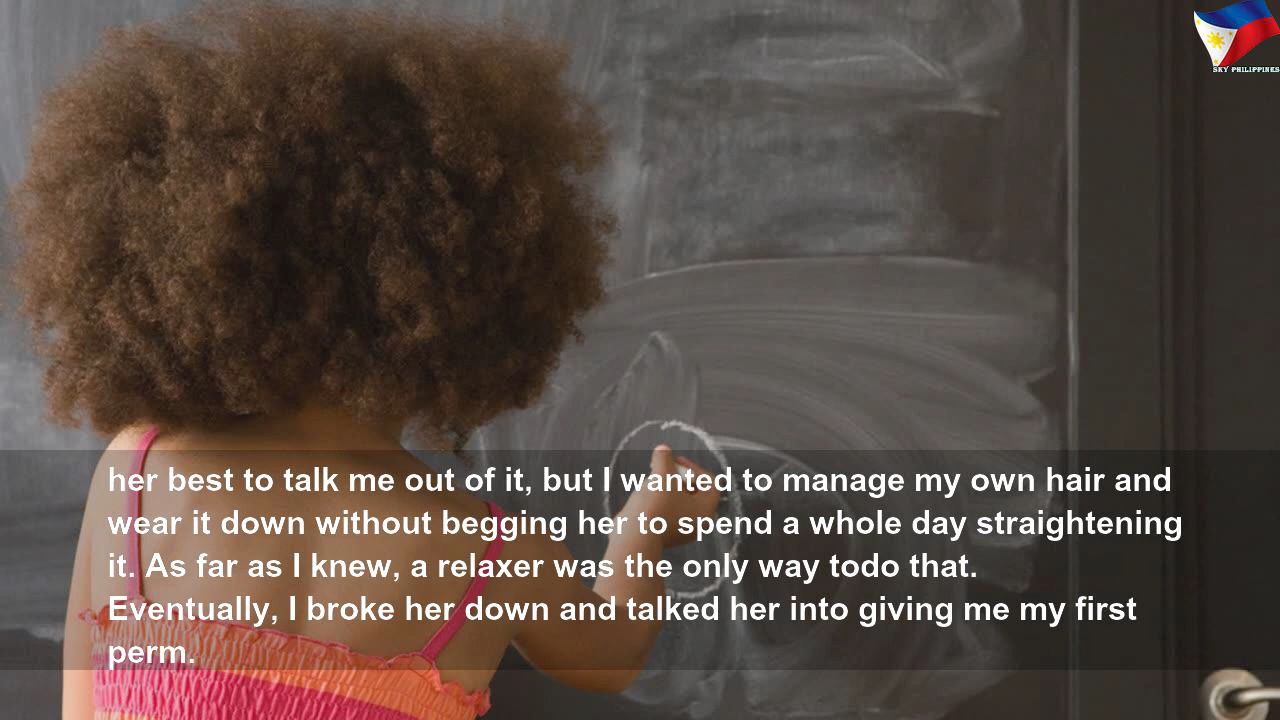 SKY PHILIPPINES
her best to talk me out of it, but I wanted to manage my own hair and
wear it down without begging her to spend a whole day straightening
it. As far as I knew, a relaxer was the only way todo that.
Eventually, I broke her down and talked her into giving me my first
perm.